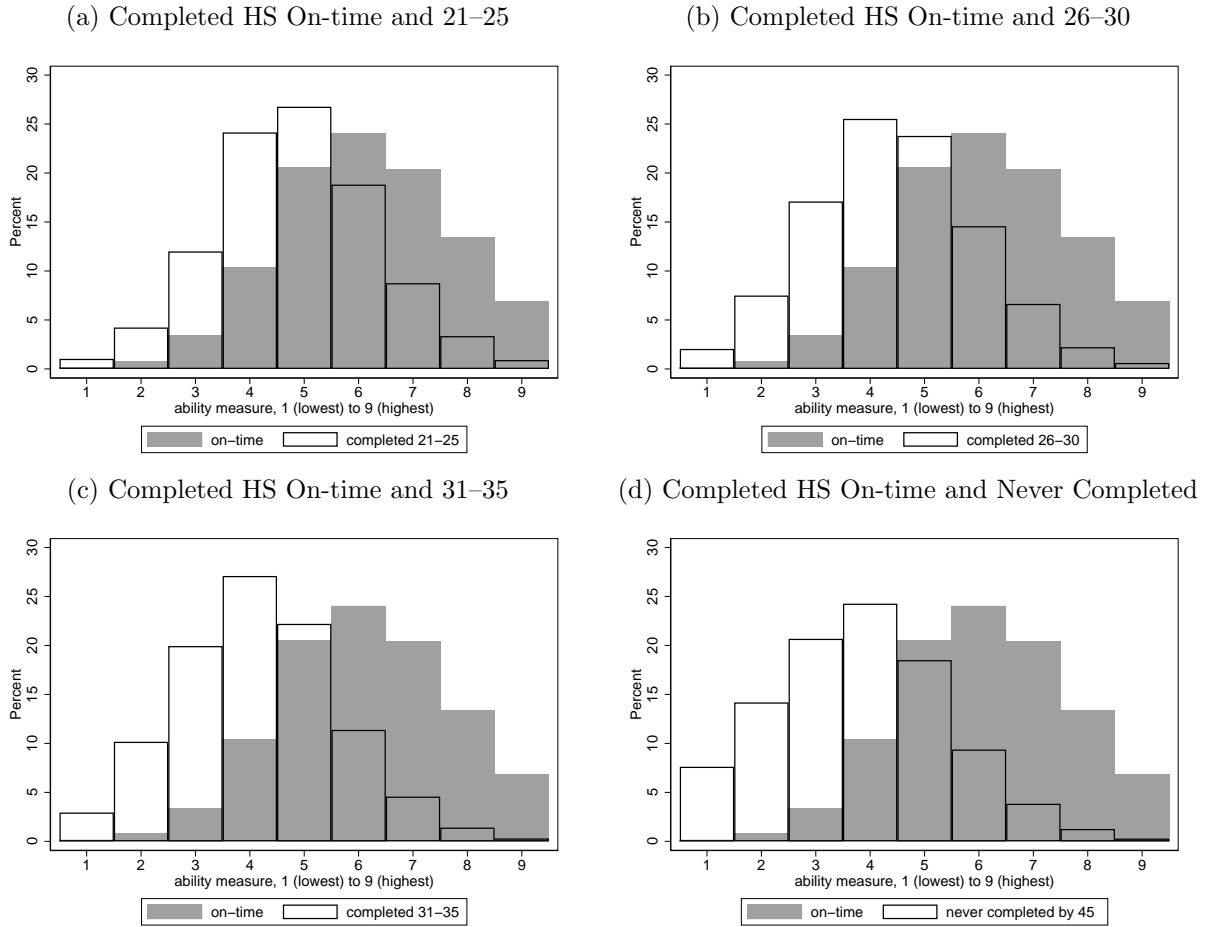 (a) Completed HS On-time and 21–25
Percent
30
25
20
15
10
5
0
1 2 3 4 5 6 7 8 9
ability measure, 1 (lowest) to 9 (highest)
on−time completed 21−25
(b) Completed HS On-time and 26–30
Percent
30
25
20
15
10
5
0
1 2 3 4 5 6 7 8 9
ability measure, 1 (lowest) to 9 (highest)
on−time completed 26−30
(c) Completed HS On-time and 31–35
Percent
30
25
20
15
10
5
0
1 2 3 4 5 6 7 8 9
ability measure, 1 (lowest) to 9 (highest)
on−time completed 31−35
(d) Completed HS On-time and Never Completed
Percent
30
25
20
15
10
5
0
1 2 3 4 5 6 7 8 9
ability measure, 1 (lowest) to 9 (highest)
on−time never completed by 45